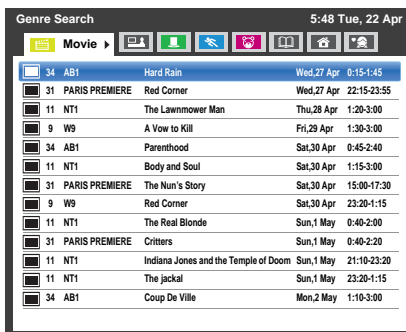 Genre Search 5:48 Tue, 22 Apr
Movie
34 AB1 Hard Rain Wed,27 Apr 0:15-1:45
31 PARIS PREMIERE Red Corner Wed,27 Apr 22:15-23:55
11 NT1 The Lawnmower Man Thu,28 Apr 1:20-3:00
9 W9 A Vow to Kill Fri,29 Apr 1:30-3:00
34 AB1 Parenthood Sat,30 Apr 0:45-2:40
11 NT1 Body and Soul Sat,30 Apr 1:15-3:00
31 PARIS PREMIERE The Nun's Story Sat,30 Apr 15:00-17:30
9 W9 Red Corner Sat,30 Apr 23:20-1:15
11 NT1 The Real Blonde Sun,1 May 0:40-2:00
31 PARIS PREMIERE Critters Sun,1 May 0:40-2:20
11 NT1 Indiana Jones and the Temple of Doom Sun,1 May 21:10-23:20
11 NT1 The jackal Sun,1 May 23:20-1:15
34 AB1 Coup De Ville Mon,2 May 1:10-3:00